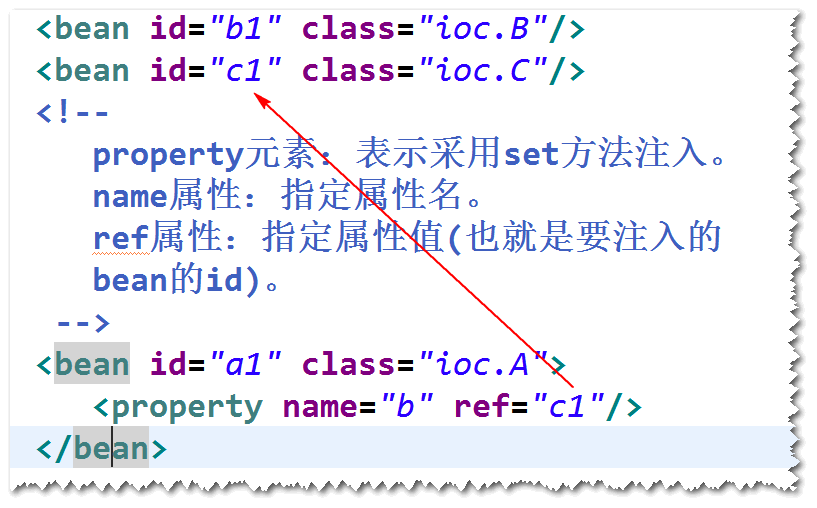 <bean id="b1" class="ioc.B"/>
<bean id="c1" class="ioc.C"/>
<!--
property元素：表示采用set方法注入。
name属性：指定属性名。
ref属性：指定属性值(也就是要注入的
bean的id)。
-->
<bean id="a1" class="ioc.A">
<property name="b" ref="c1"/>
</bean>